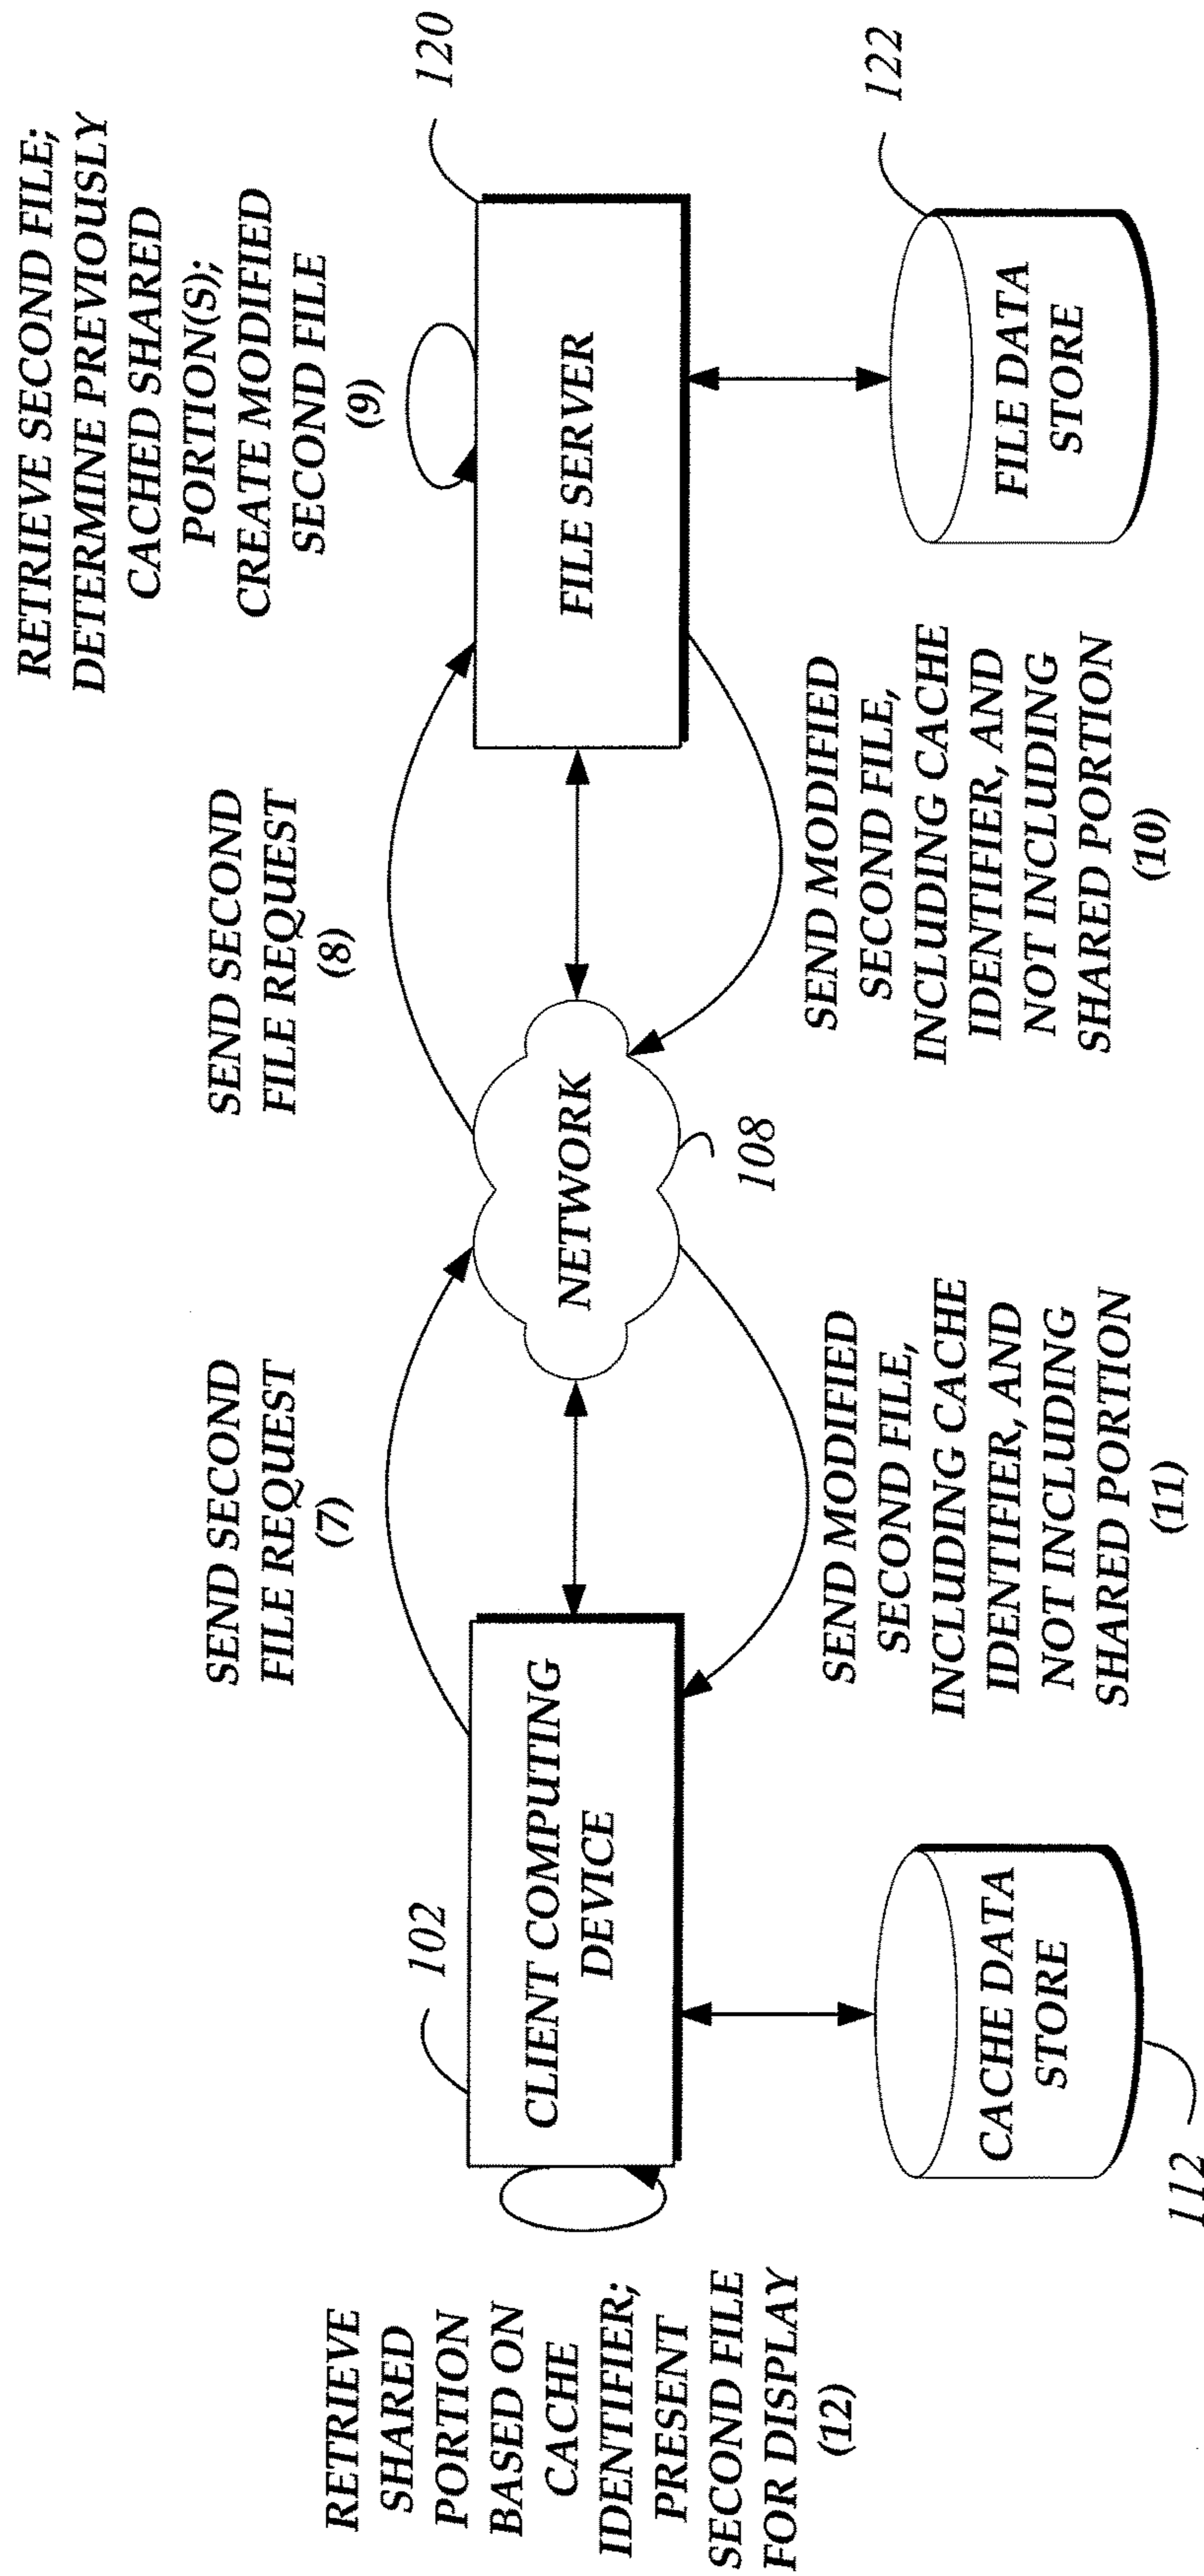 RETRIEVE SECOND FILE;
DETERMINE PREVIOUSLY
CACHED SHARED
PORTION(S);
CREATE MODIFIED
SECOND FILE
(9)
SEND SECOND
FILE REQUEST
(7)
SEND SECOND
FILE REQUEST
(8)
102
120
CLIENT COMPUTING
DEVICE
NETWORK
FILE SERVER
108
RETRIEVE
SHARED
PORTION
BASED ON
CACHE
IDENTIFIER;
PRESENT
SECOND FILE
FOR DISPLAY
(12)
SEND MODIFIED
SECOND FILE,
INCLUDING CACHE
IDENTIFIER, AND
NOT INCLUDING
SHARED PORTION
(11)
SEND MODIFIED
SECOND FILE,
INCLUDING CACHE
IDENTIFIER, AND
NOT INCLUDING
SHARED PORTION
(10)
122
CACHE DATA
STORE
FILE DATA
STORE
112